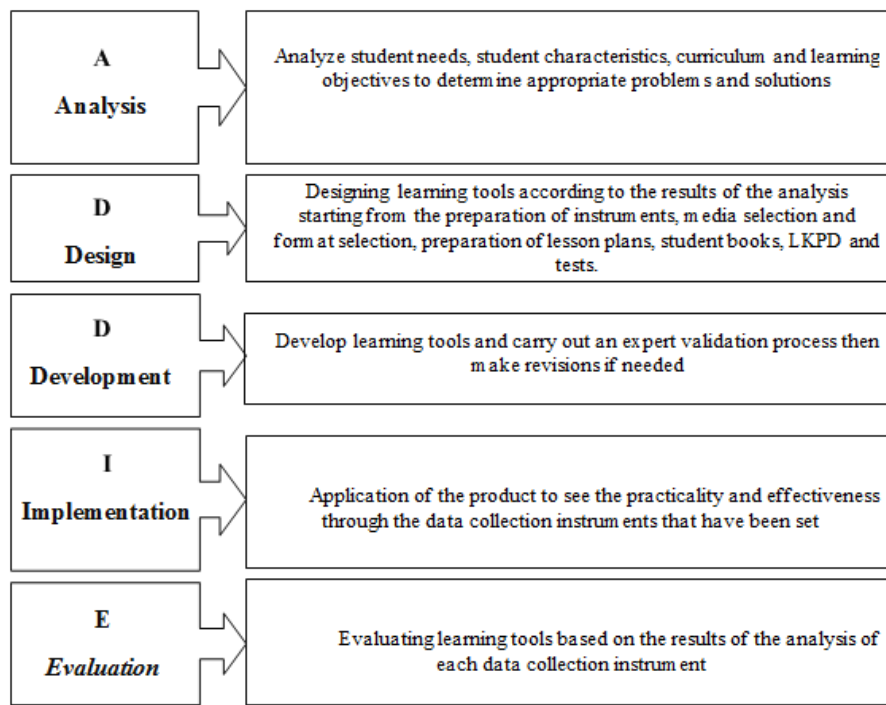 A
Analysis
Analyze student needs, student characteristics, curriculum and learning
objectives to determine appropriate problems and solutions
D
Design
Designing learning tools according to the results of the analysis
starting from the preparation of instruments, media selection and
format selection, preparation of lesson plans, student books, LKPD and
tests.
D
Development
Develop learning tools and carry out an expert validation process then
make revisions if needed
I
Implementation
Application of the product to see the practicality and effectiveness
through the data collection instruments that have been set
E
Evaluation
Evaluating learning tools based on the results of the analysis of
each data collection instrument